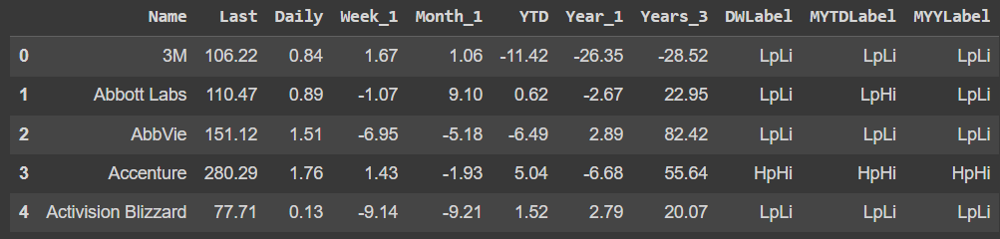 Name Last Daily Week_1 Month_1 YTD Year_1 Years_3 DWLabel MYTDLabel MYYLabel
0 3M 106.22 0.84 1.67 1.06 -11.42 -26.35 -28.52 LpLi LpLi LpLi
1 Abbott Labs 110.47 0.89 -1.07 9.10 0.62 -2.67 22.95 LpLi LpHi LpLi
2 AbbVie 151.12 1.51 -6.95 -5.18 -6.49 2.89 82.42 LpLi LpLi LpLi
3 Accenture 280.29 1.76 1.43 -1.93 5.04 -6.68 55.64 HpHi HpHi HpHi
4 Activision Blizzard 77.71 0.13 -9.14 -9.21 1.52 2.79 20.07 LpLi LpLi LpLi